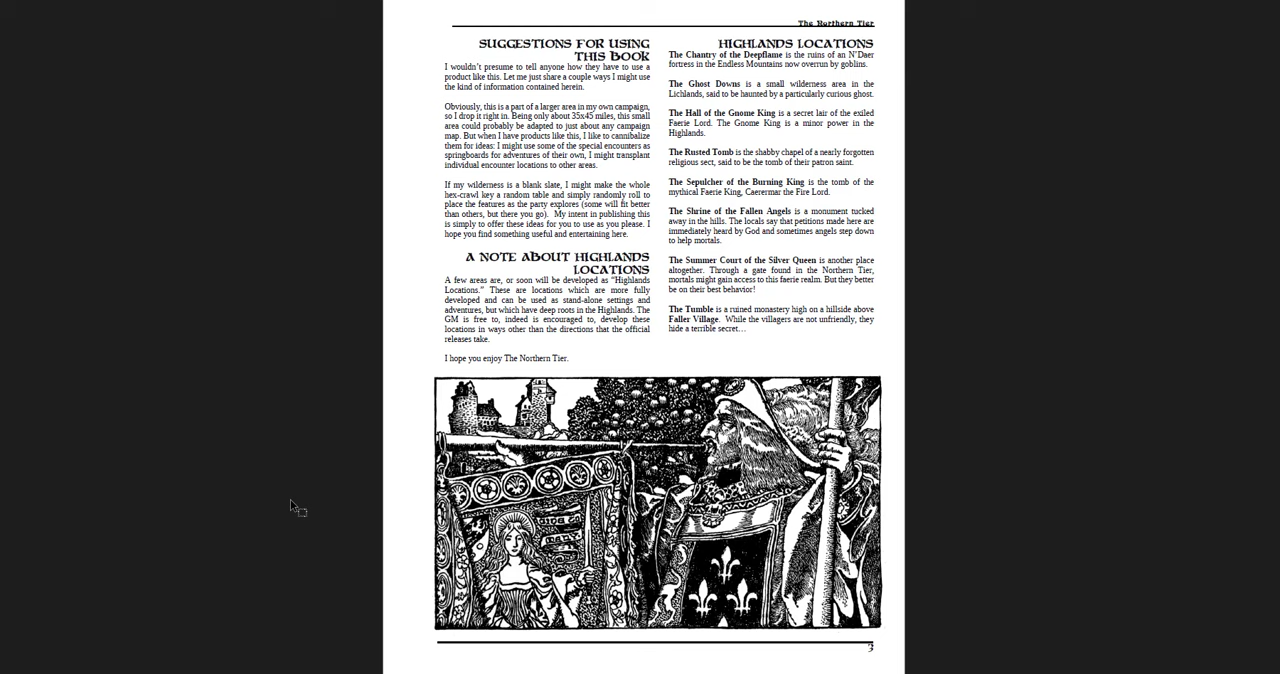 The Northern Tier
SUGGESTIONS FOR USING
THIS BOOK
I wouldn't presume to tell anyone how they have to use a
product like this. Let me just share a couple ways I might use
the kind of information contained herein.
Obviously, this is a part of a larger area in my own campaign,
so I drop it right in. Being only about 35x45 miles, this small
area could probably be adapted to just about any campaign
map. But when I have products like this, I like to cannibalize
them for ideas: I might use some of the special encounters as
springboards for adventures of their own, I might transplant
individual encounter locations to other areas.
If my wilderness is a blank slate, I might make the whole
hex-crawl key a random table and simply randomly roll to
place the features as the party explores (some will fit better
than others, but there you go). My intent in publishing this
is simply to offer these ideas for you to use as you please. I
hope you find something useful and entertaining here.
A NOTE ABOUT HIGHLANDS
LOCATIONS
A few areas are, or soon will be developed as "Highlands
Locations." These are locations which are more fully
developed and can be used as stand-alone settings and
adventures, but which have deep roots in the Highlands. The
GM is free to, indeed is encouraged to, develop these
locations in ways other than the directions that the official
releases take.
I hope you enjoy The Northern Tier.
HIGHLANDS LOCATIONS
The Chantry of the Deepflame is the ruins of an N'Daer
fortress in the Endless Mountains now overrun by goblins.
The Ghost Downs is a small wilderness area in the
Lichlands, said to be haunted by a particularly curious ghost.
The Hall of the Gnome King is a secret lair of the exiled
Faerie Lord. The Gnome King is a minor power in the
Highlands.
The Rusted Tomb is the shabby chapel of a nearly forgotten
religious sect, said to be the tomb of their patron saint.
The Sepulcher of the Burning King is the tomb of the
mythical Faerie King, Caerermar the Fire Lord.
The Shrine of the Fallen Angels is a monument tucked
away in the hills. The locals say that petitions made here are
immediately heard by God and sometimes angels step down
to help mortals.
The Summer Court of the Silver Queen is another place
altogether. Through a gate found in the Northern Tier,
mortals might gain access to this faerie realm. But they better
be on their best behavior!
The Tumble is a ruined monastery high on a hillside above
Faller Village. While the villagers are not unfriendly, they
hide a terrible secret…
3